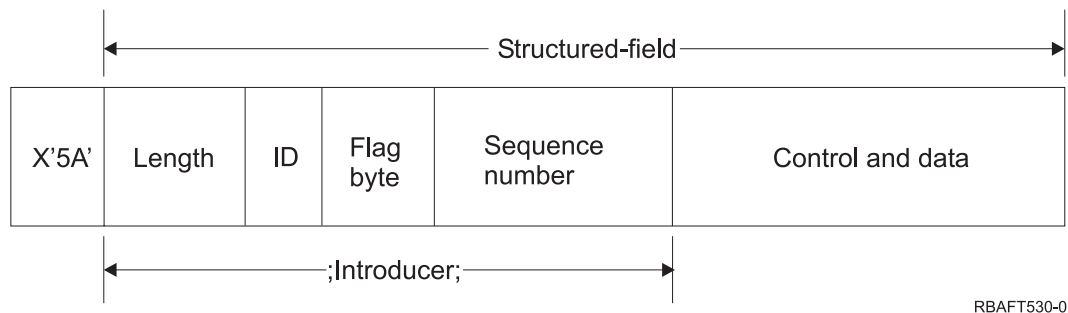 Structured-field
X'5A'
Length
ID
Flag
byte
Sequence
number
Control and data
;Introducer;
RBAFT530-0